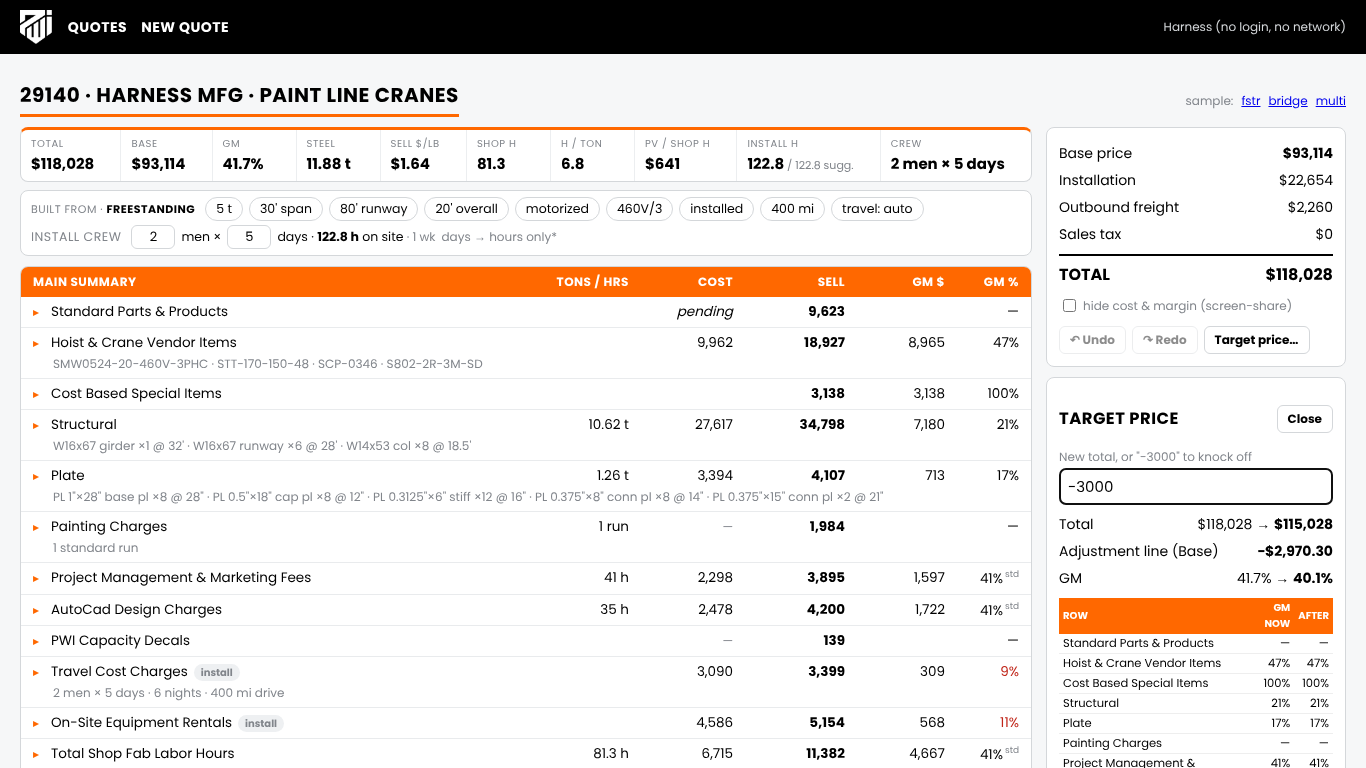 QUOTES NEW QUOTE
Harness (no login, no network)
29140 · HARNESS MFG · PAINT LINE CRANES
sample: fstr bridge multi
TOTAL BASE GM STEEL SELL $/LB SHOP H H / TON PV / SHOP H INSTALL H CREW
$118,028 $93,114 41.7% 11.88 t $1.64 81.3 6.8 $641 122.8 / 122.8 sugg. 2 men × 5 days
BUILT FROM · FREESTANDING 5 t 30' span 80' runway 20' overall motorized 460V/3 installed 400 mi travel: auto
INSTALL CREW 2 men × 5 days · 122.8 h on site · 1 wk days → hours only*
MAIN SUMMARY TONS / HRS COST SELL GM $ GM %
▸ Standard Parts & Products pending 9,623 —
▸ Hoist & Crane Vendor Items 9,962 18,927 8,965 47%
SMW0524-20-460V-3PHC · STT-170-150-48 · SCP-0346 · S802-2R-3M-SD
▸ Cost Based Special Items 3,138 3,138 100%
▸ Structural 10.62 t 27,617 34,798 7,180 21%
W16x67 girder ×1 @ 32' · W16x67 runway ×6 @ 28' · W14x53 col ×8 @ 18.5'
▸ Plate 1.26 t 3,394 4,107 713 17%
PL 1"×28" base pl ×8 @ 28" · PL 0.5"×18" cap pl ×8 @ 12" · PL 0.3125"×6" stiff ×12 @ 16" · PL 0.375"×8" conn pl ×8 @ 14" · PL 0.375"×15" conn pl ×2 @ 21"
▸ Painting Charges 1 run — 1,984 —
1 standard run
▸ Project Management & Marketing Fees 41 h 2,298 3,895 1,597 41% std
▸ AutoCad Design Charges 35 h 2,478 4,200 1,722 41% std
▸ PWI Capacity Decals — 139 —
▸ Travel Cost Charges install 3,090 3,399 309 9%
2 men × 5 days · 6 nights · 400 mi drive
▸ On-Site Equipment Rentals install 4,586 5,154 568 11%
▸ Total Shop Fab Labor Hours 81.3 h 6,715 11,382 4,667 41% std
Base price $93,114
Installation $22,654
Outbound freight $2,260
Sales tax $0
TOTAL $118,028
hide cost & margin (screen-share)
↶ Undo ↷ Redo Target price…
TARGET PRICE Close
New total, or "-3000" to knock off
-3000
Total $118,028 → $115,028
Adjustment line (Base) -$2,970.30
GM 41.7% → 40.1%
ROW GM NOW AFTER
Standard Parts & Products — —
Hoist & Crane Vendor Items 47% 47%
Cost Based Special Items 100% 100%
Structural 21% 21%
Plate 17% 17%
Painting Charges — —
Project Management & 41% 41%